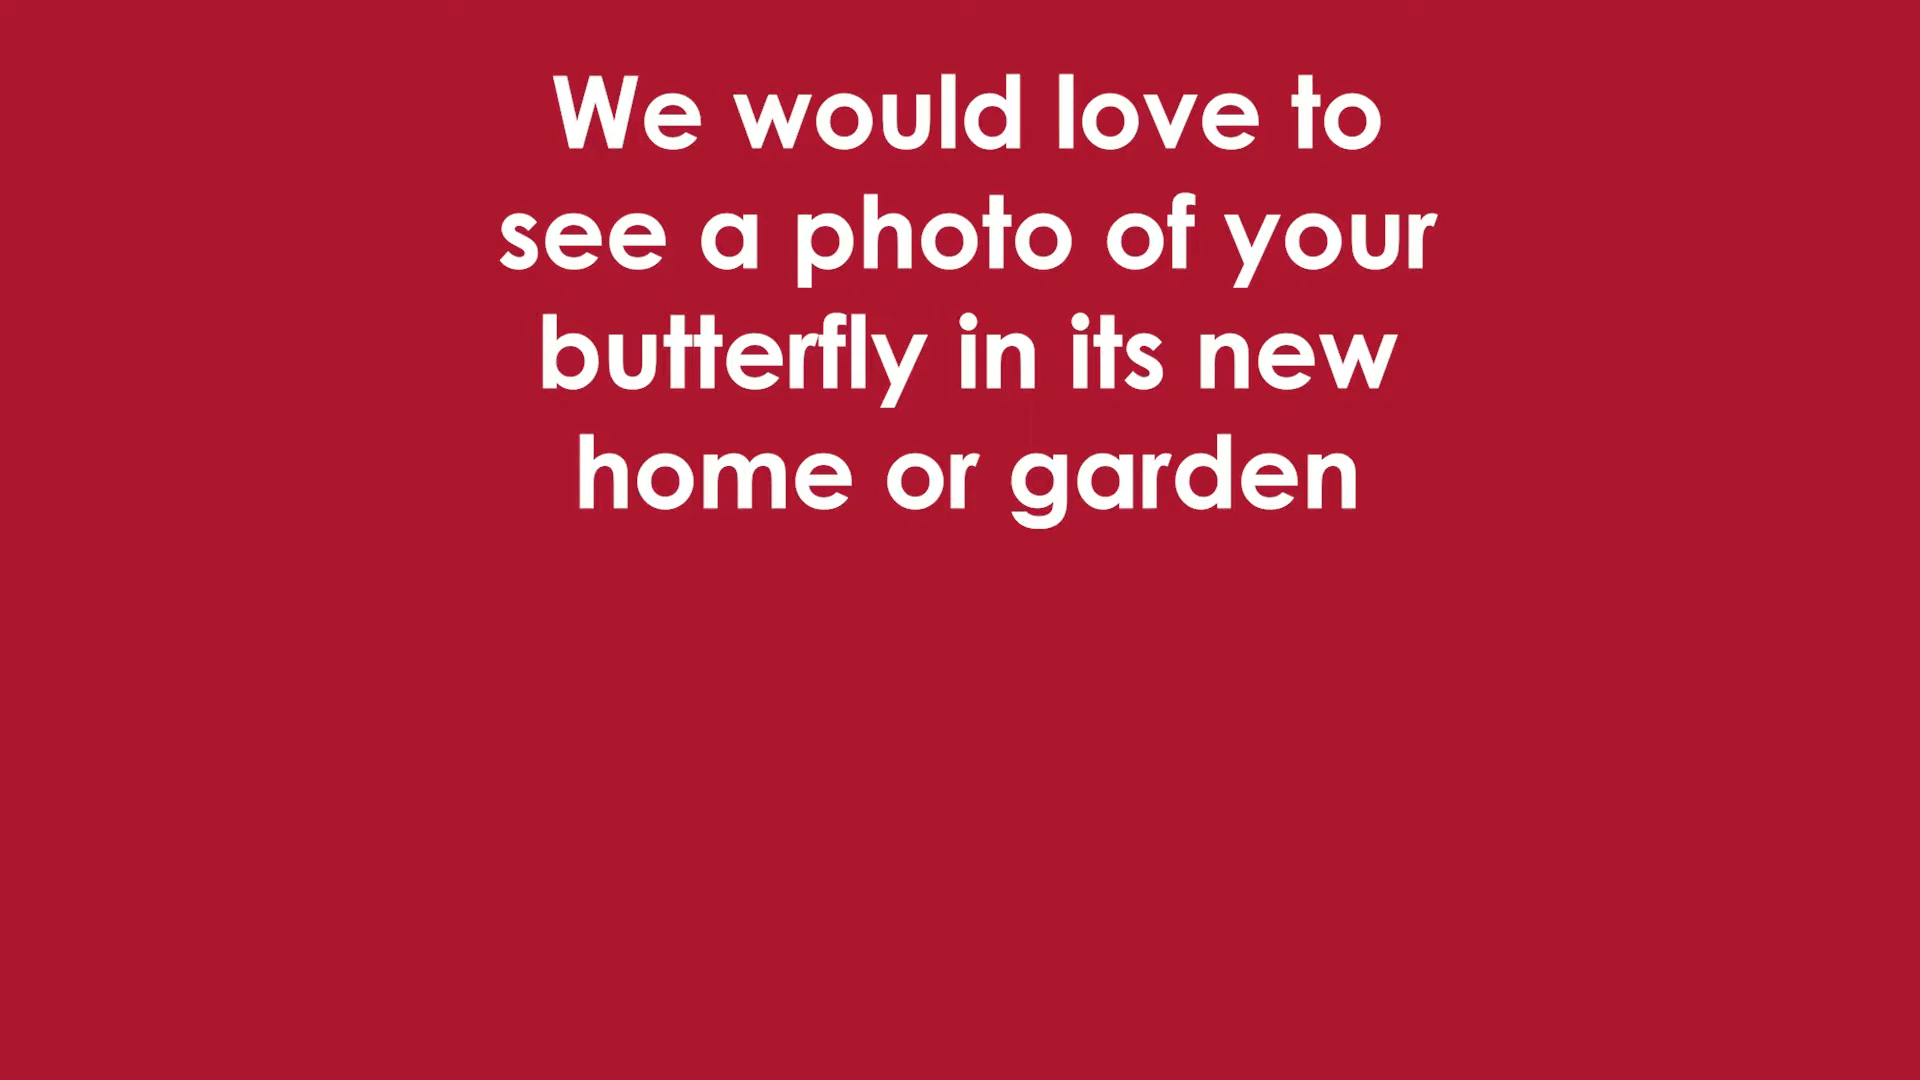 We would love to
see a photo of your
butterfly in its new
home or garden